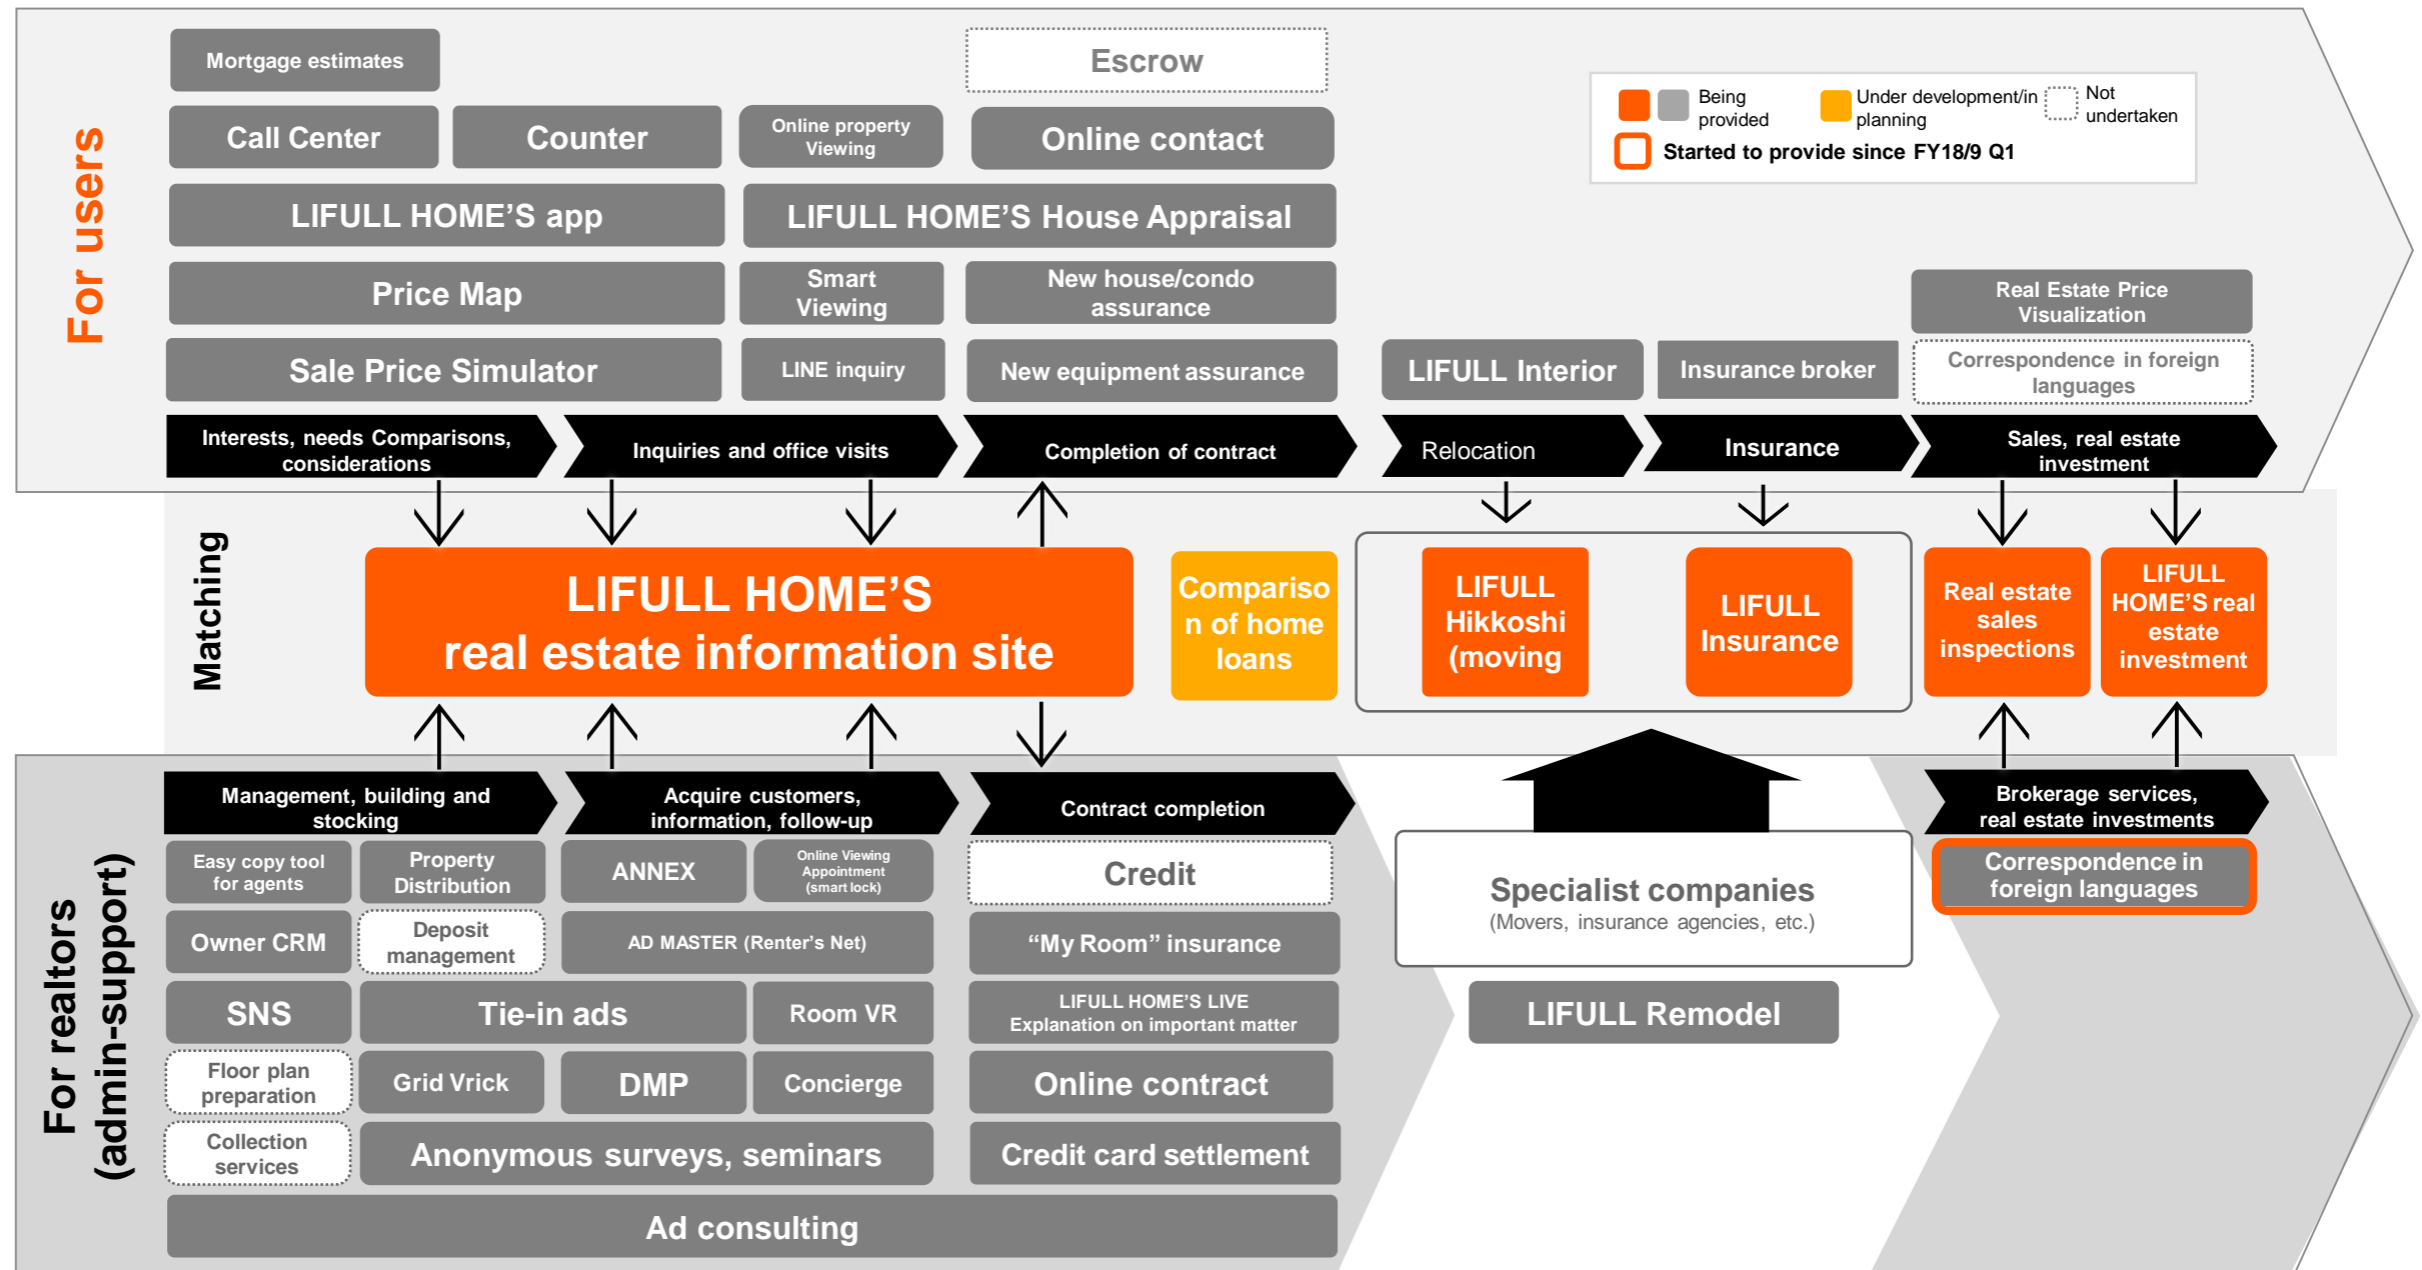 For users
Mortgage estimates
Escrow
Call Center
Counter
Online property
Viewing
Online contact
LIFULL HOME’S app
LIFULL HOME’S House Appraisal
Price Map
Smart
Viewing
New house/condo
assurance
Sale Price Simulator
LINE inquiry
New equipment assurance
LIFULL Interior
Insurance broker
Real Estate Price
Visualization
Correspondence in foreign
languages
Being
provided
Under development/in
planning
Not
undertaken
Started to provide since FY18/9 Q1
Interests, needs Comparisons,
considerations
Inquiries and office visits
Completion of contract
Relocation
Insurance
Sales, real estate
investment
Matching
LIFULL HOME’S
real estate information site
Compariso
n of home
loans
LIFULL
Hikkoshi
(moving
LIFULL
Insurance
Real estate
sales
inspections
LIFULL
HOME’S real
estate
investment
For realtors
(admin-support)
Management, building and
stocking
Acquire customers,
information, follow-up
Contract completion
Brokerage services,
real estate investments
Easy copy tool
for agents
Property
Distribution
ANNEX
Online Viewing
Appointment
(smart lock)
Credit
Specialist companies
(Movers, insurance agencies, etc.)
Correspondence in
foreign languages
Owner CRM
Deposit
management
AD MASTER (Renter’s Net)
“My Room” insurance
SNS
Tie-in ads
Room VR
LIFULL HOME’S LIVE
Explanation on important matter
LIFULL Remodel
Floor plan
preparation
Grid Vrick
DMP
Concierge
Online contract
Collection
services
Anonymous surveys, seminars
Credit card settlement
Ad consulting